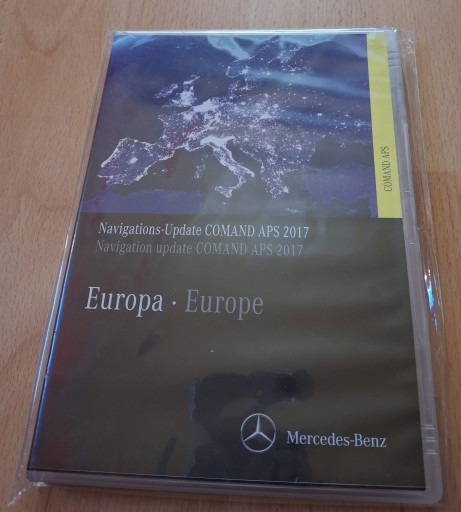 COMAND APS
Navigations-Update COMAND APS 2017
Navigation update COMAND APS 2017
Europa · Europe
Mercedes-Benz